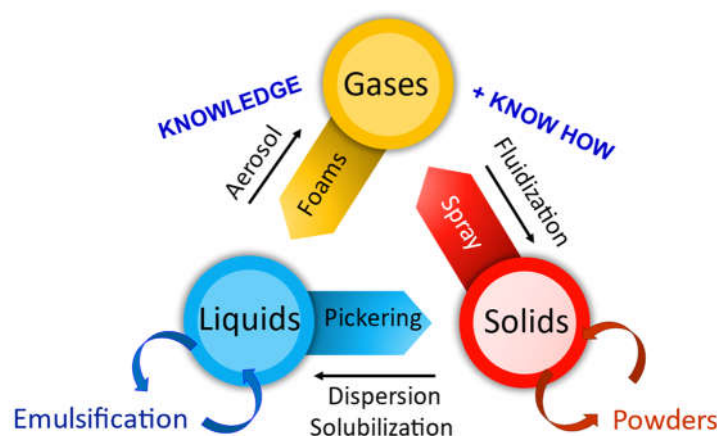 Gases
KNOWLEDGE
+ KNOW HOW
Aerosol
Foams
Fluidization
Spray
Liquids
Pickering
Solids
Dispersion
Solubilization
Emulsification
Powders